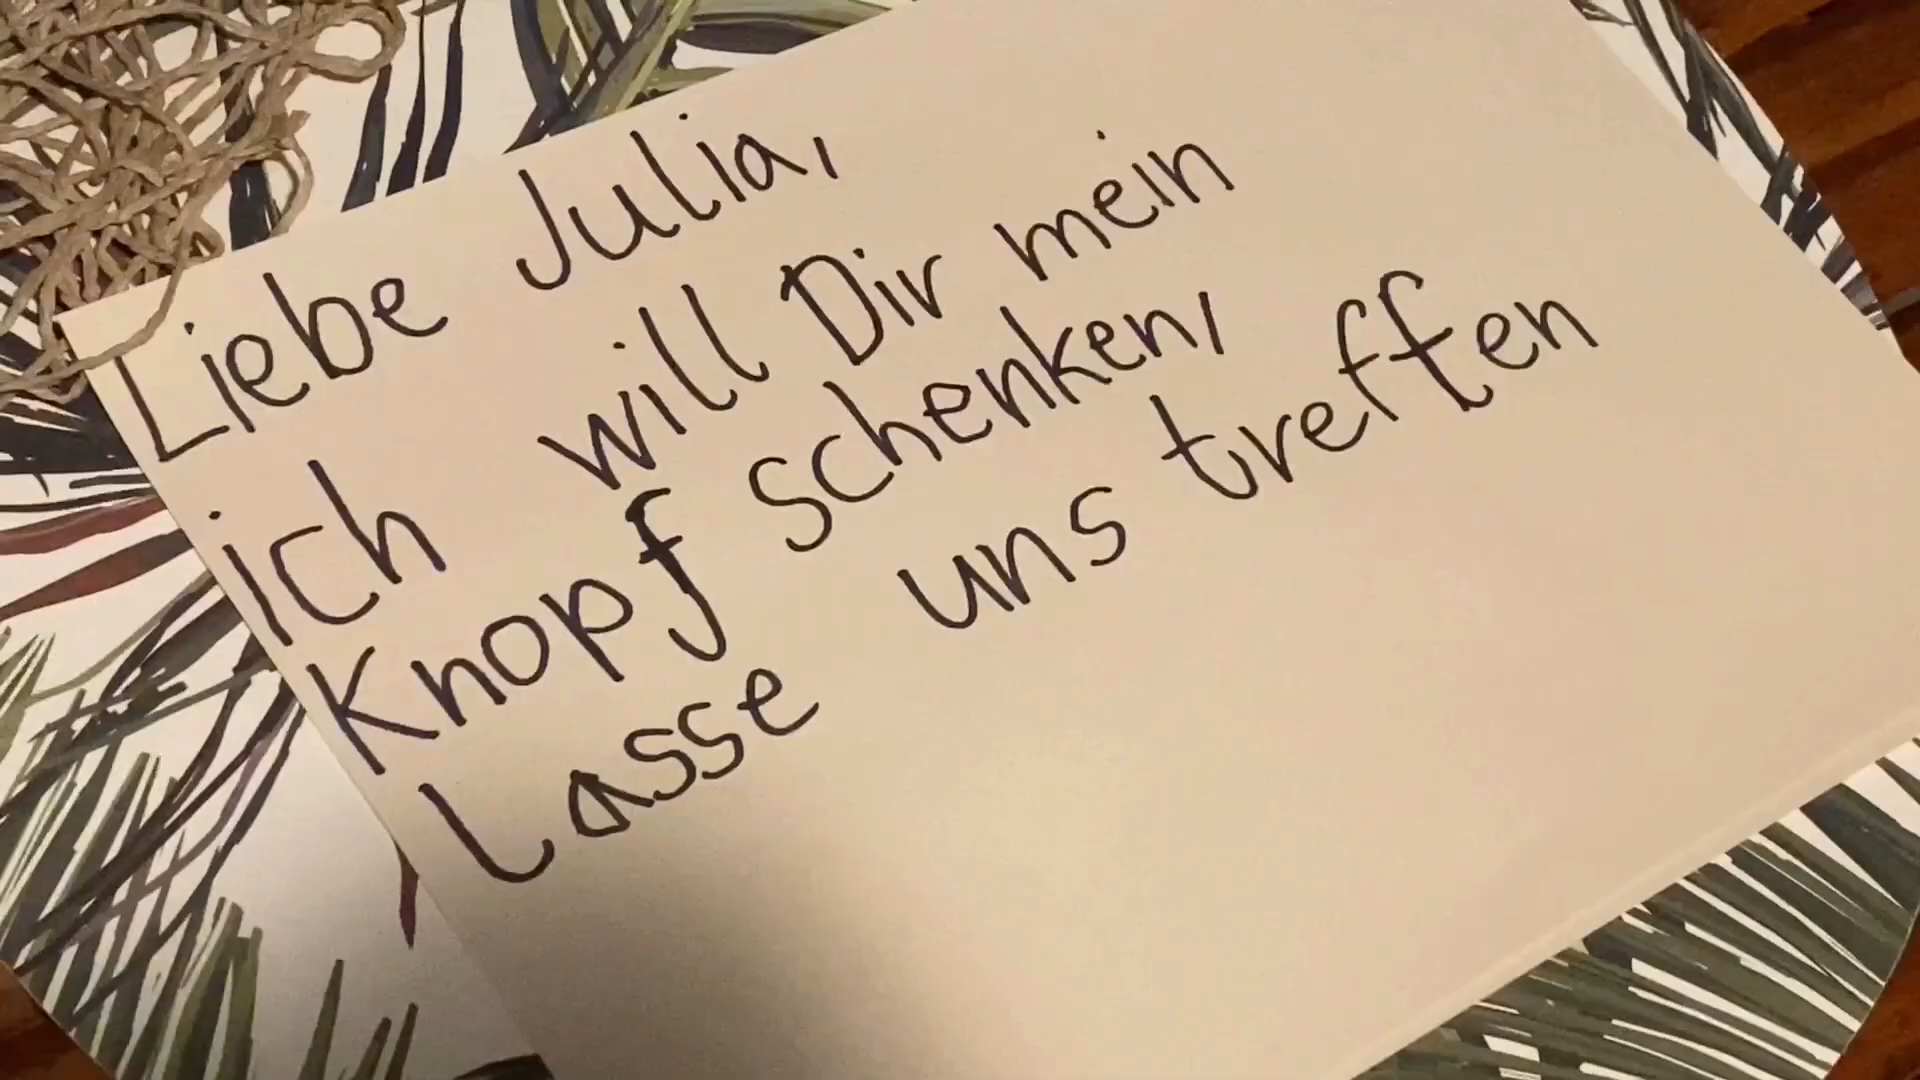 Liebe Julia,
ich will Dir mein
Knopf schenken,
Lasse uns treffen